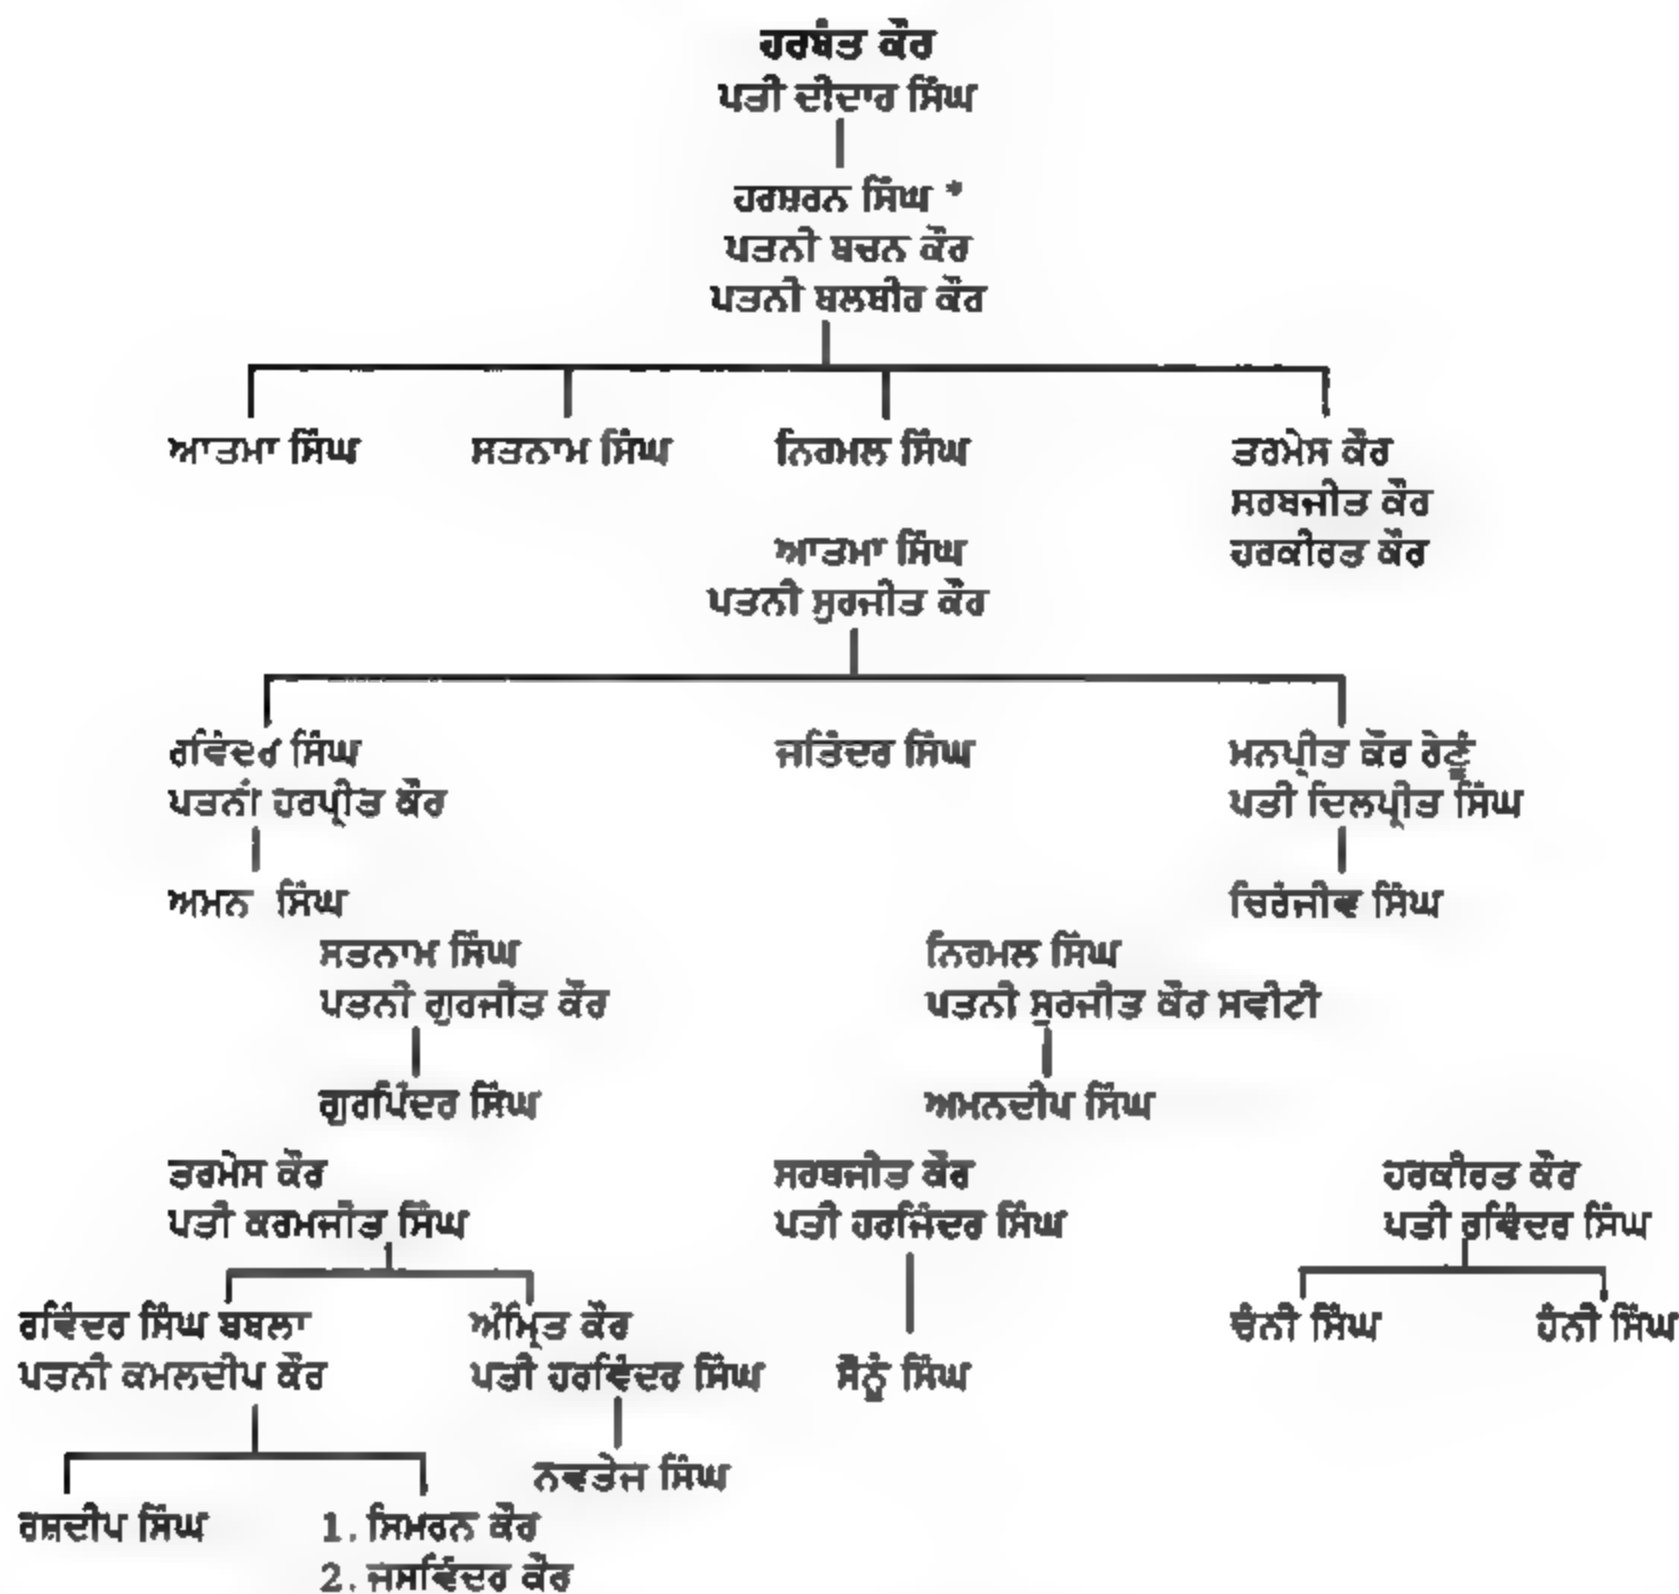 ਹਰਬੰਤ ਕੌਰ
ਪਤੀ ਦੀਦਾਰ ਸਿੰਘ
ਹਰਸ਼ਰਨ ਸਿੰਘ *
ਪਤਨੀ ਬਚਨ ਕੌਰ
ਪਤਨੀ ਬਲਬੀਰ ਕੌਰ
ਆਤਮਾ ਸਿੰਘ ਸਤਨਾਮ ਸਿੰਘ ਨਿਰਮਲ ਸਿੰਘ ਤਰਮੇਸ ਕੌਰ
ਸਰਬਜੀਤ ਕੌਰ
ਹਰਕੀਰਤ ਕੌਰ
ਆਤਮਾ ਸਿੰਘ
ਪਤਨੀ ਸੁਰਜੀਤ ਕੌਰ
ਰਵਿੰਦਰ ਸਿੰਘ ਜਤਿੰਦਰ ਸਿੰਘ ਮਨਪ੍ਰੀਤ ਕੌਰ ਰੇਣੂੰ
ਪਤਨੀ ਹਰਪ੍ਰੀਤ ਕੌਰ ਪਤੀ ਦਿਲਪ੍ਰੀਤ ਸਿੰਘ
ਅਮਨ ਸਿੰਘ ਚਿਰੰਜੀਵ ਸਿੰਘ
ਸਤਨਾਮ ਸਿੰਘ ਨਿਰਮਲ ਸਿੰਘ
ਪਤਨੀ ਗੁਰਜੀਤ ਕੌਰ ਪਤਨੀ ਸੁਰਜੀਤ ਕੌਰ ਸਵੀਟੀ
ਗੁਰਪਿੰਦਰ ਸਿੰਘ ਅਮਨਦੀਪ ਸਿੰਘ
ਤਰਮੇਸ ਕੌਰ ਸਰਬਜੀਤ ਕੌਰ ਹਰਕੀਰਤ ਕੌਰ
ਪਤੀ ਕਰਮਜੀਤ ਸਿੰਘ ਪਤੀ ਹਰਜਿੰਦਰ ਸਿੰਘ ਪਤੀ ਰਵਿੰਦਰ ਸਿੰਘ
ਰਵਿੰਦਰ ਸਿੰਘ ਬਬਲਾ ਅੰਮ੍ਰਿਤ ਕੌਰ ਚੰਨੀ ਸਿੰਘ ਹੰਨੀ ਸਿੰਘ
ਪਤਨੀ ਕਮਲਦੀਪ ਕੌਰ ਪਤੀ ਹਰਵਿੰਦਰ ਸਿੰਘ ਸੈਨੂੰ ਸਿੰਘ
ਨਵਤੇਜ ਸਿੰਘ
ਰਸ਼ਦੀਪ ਸਿੰਘ 1. ਸਿਮਰਨ ਕੌਰ
2. ਜਸਵਿੰਦਰ ਕੌਰ